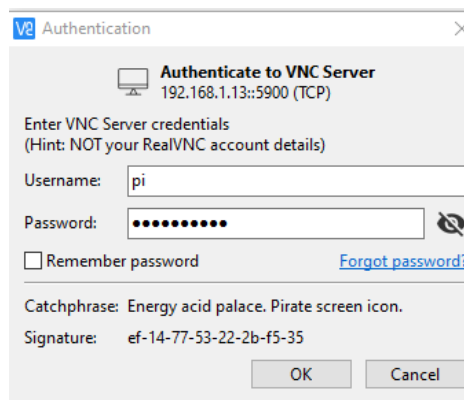 V2 Authentication
Authenticate to VNC Server
192.168.1.13::5900 (TCP)
Enter VNC Server credentials
(Hint: NOT your RealVNC account details)
Username: pi
Password: ••••••••••
Remember password Forgot password?
Catchphrase: Energy acid palace. Pirate screen icon.
Signature: ef-14-77-53-22-2b-f5-35
OK Cancel